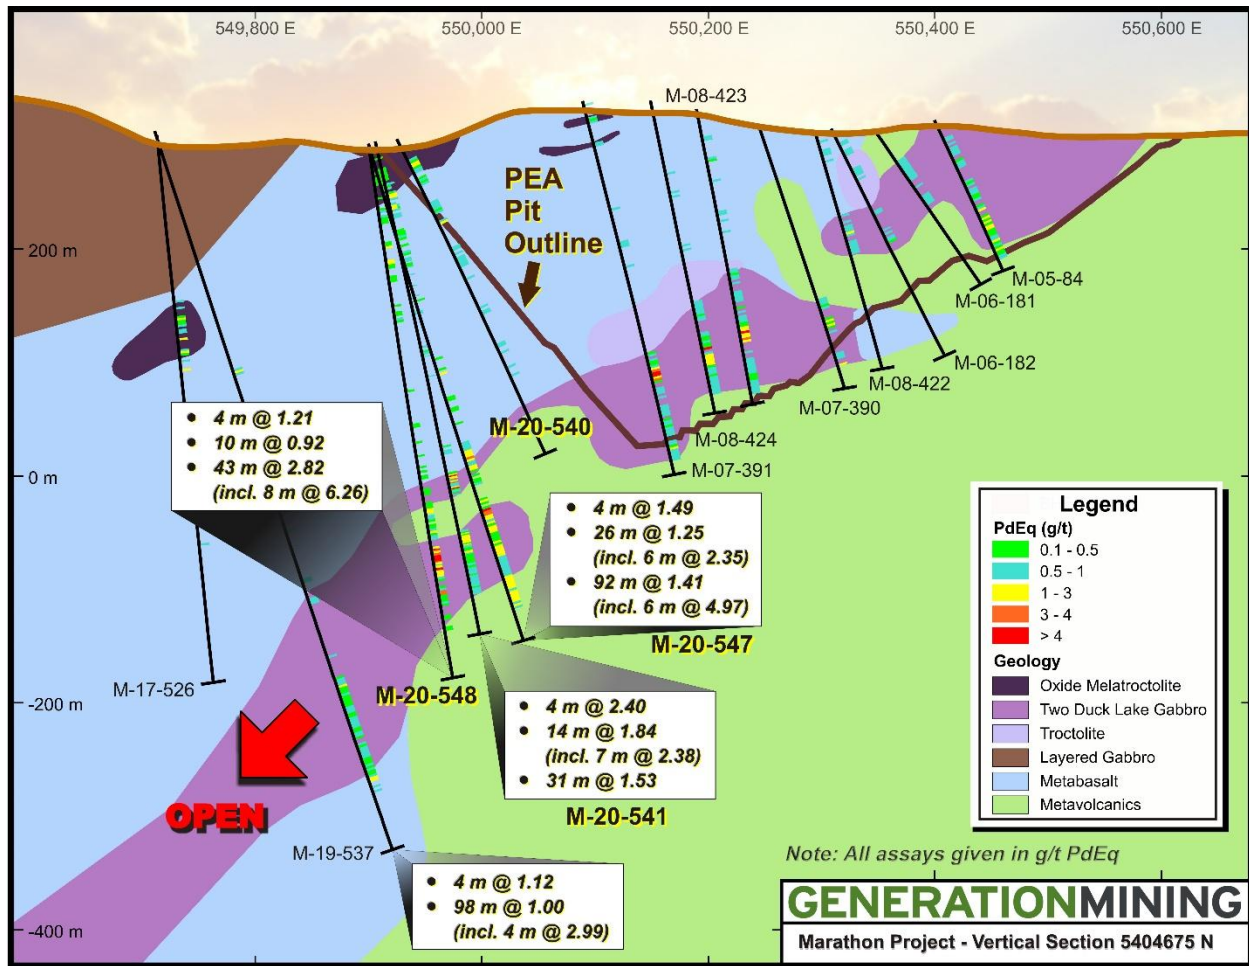 549,800 E
550,000 E
550,200 E
550,400 E
550,600 E
M-08-423
PEA
Pit
Outline
200 m
M-05-84
M-06-181
M-06-182
M-08-422
M-07-390
• 4 m @ 1.21
• 10 m @ 0.92
• 43 m @ 2.82
(incl. 8 m @ 6.26)
M-20-540
M-08-424
M-07-391
0 m
• 4 m @ 1.49
• 26 m @ 1.25
(incl. 6 m @ 2.35)
• 92 m @ 1.41
(incl. 6 m @ 4.97)
M-20-547
Legend
PdEq (g/t)
0.1 - 0.5
0.5 - 1
1 - 3
3 - 4
> 4
Geology
Oxide Melatroctolite
Two Duck Lake Gabbro
Troctolite
Layered Gabbro
Metabasalt
Metavolcanics
M-17-526
M-20-548
-200 m
• 4 m @ 2.40
• 14 m @ 1.84
(incl. 7 m @ 2.38)
• 31 m @ 1.53
M-20-541
OPEN
M-19-537
• 4 m @ 1.12
• 98 m @ 1.00
(incl. 4 m @ 2.99)
-400 m
Note: All assays given in g/t PdEq
GENERATIONMINING
Marathon Project - Vertical Section 5404675 N